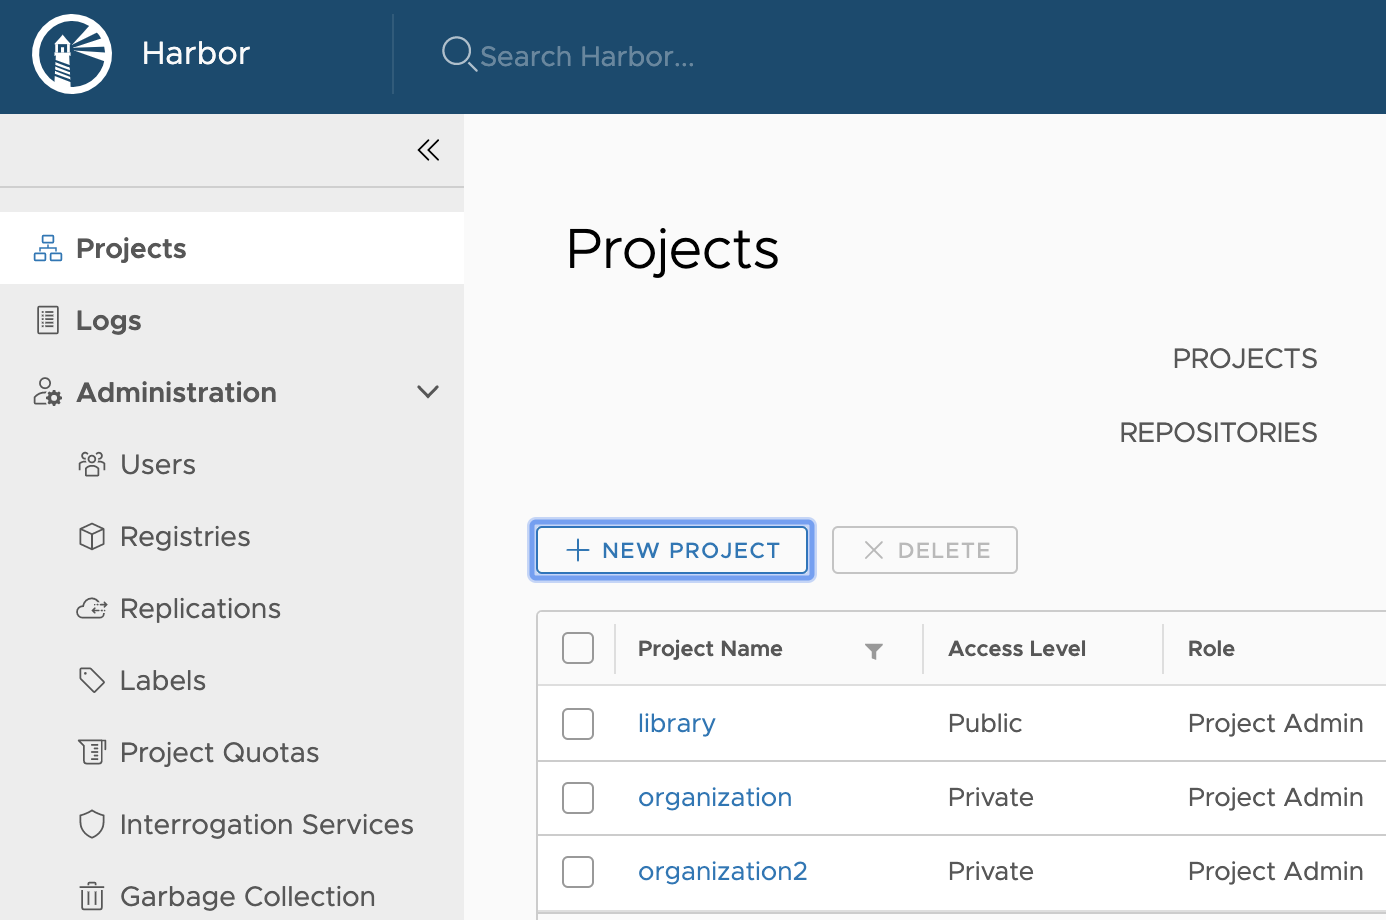 Harbor
Search Harbor...
Projects
Logs
Administration
Users
Registries
Replications
Labels
Project Quotas
Interrogation Services
Garbage Collection
Projects
PROJECTS
REPOSITORIES
NEW PROJECT DELETE
Project Name Access Level Role
library Public Project Admin
organization Private Project Admin
organization2 Private Project Admin